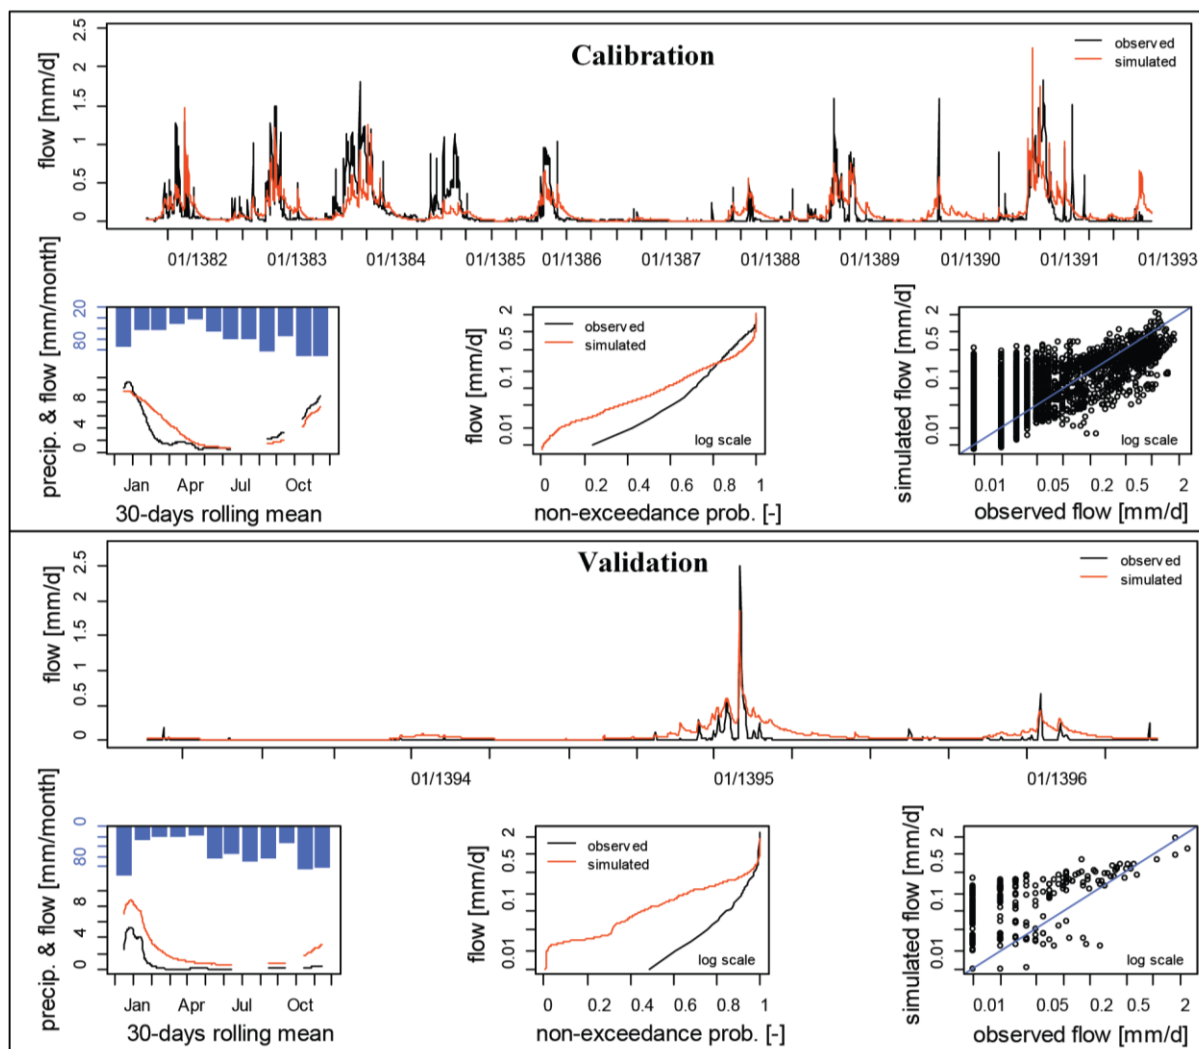 Calibration
observed
simulated
flow [mm/d]
2.5
2
1.5
1
0.5
0
01/1382 01/1383 01/1384 01/1385 01/1386 01/1387 01/1388 01/1389 01/1390 01/1391 01/1393
precip. & flow [mm/month]
20
80
8
4
0
Jan Apr Jul Oct
30-days rolling mean
flow [mm/d]
2
0.5
0.1
0.01
observed
simulated
log scale
0 0.2 0.4 0.6 0.8 1
non-exceedance prob. [-]
simulated flow [mm/d]
2
0.5
0.1
0.01
log scale
0.01 0.05 0.2 0.5 2
observed flow [mm/d]
Validation
observed
simulated
flow [mm/d]
2.5
2
1.5
1
0.5
0
01/1394 01/1395 01/1396
precip. & flow [mm/month]
0
80
8
4
0
Jan Apr Jul Oct
30-days rolling mean
flow [mm/d]
2
0.5
0.1
0.01
observed
simulated
log scale
0 0.2 0.4 0.6 0.8 1
non-exceedance prob. [-]
simulated flow [mm/d]
2
0.5
0.1
0.01
log scale
0.01 0.05 0.2 0.5 2
observed flow [mm/d]